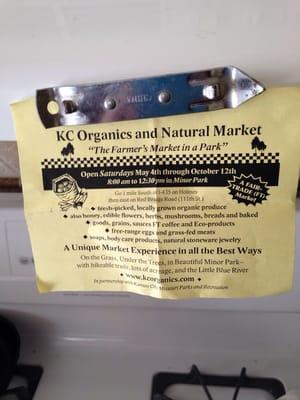 KC Organics and Natural Market
"The Farmer's Market in a Park"
Open Saturdays May 4th through October 12th
8:00 am to 12:30pm in Minor Park
Go 1 mile South of I-435 on Holmes
then east on Red Bridge Road (111th St.)
A FAIR-
TRADE (FT)
Market
fresh-picked, locally grown organic produce
also honey, edible flowers, herbs, mushrooms, breads and baked
goods, grains, sauces FT coffee and Eco-products
free-range eggs and grass-fed meats
soaps, body care products, natural stoneware jewelry
A Unique Market Experience in all the Best Ways
On the Grass, Under the Trees, in Beautiful Minor Park~
with hikeable trails, lots of acreage, and the Little Blue River
www.kcorganics.com
In partnership with Kansas City Missouri Parks and Recreation